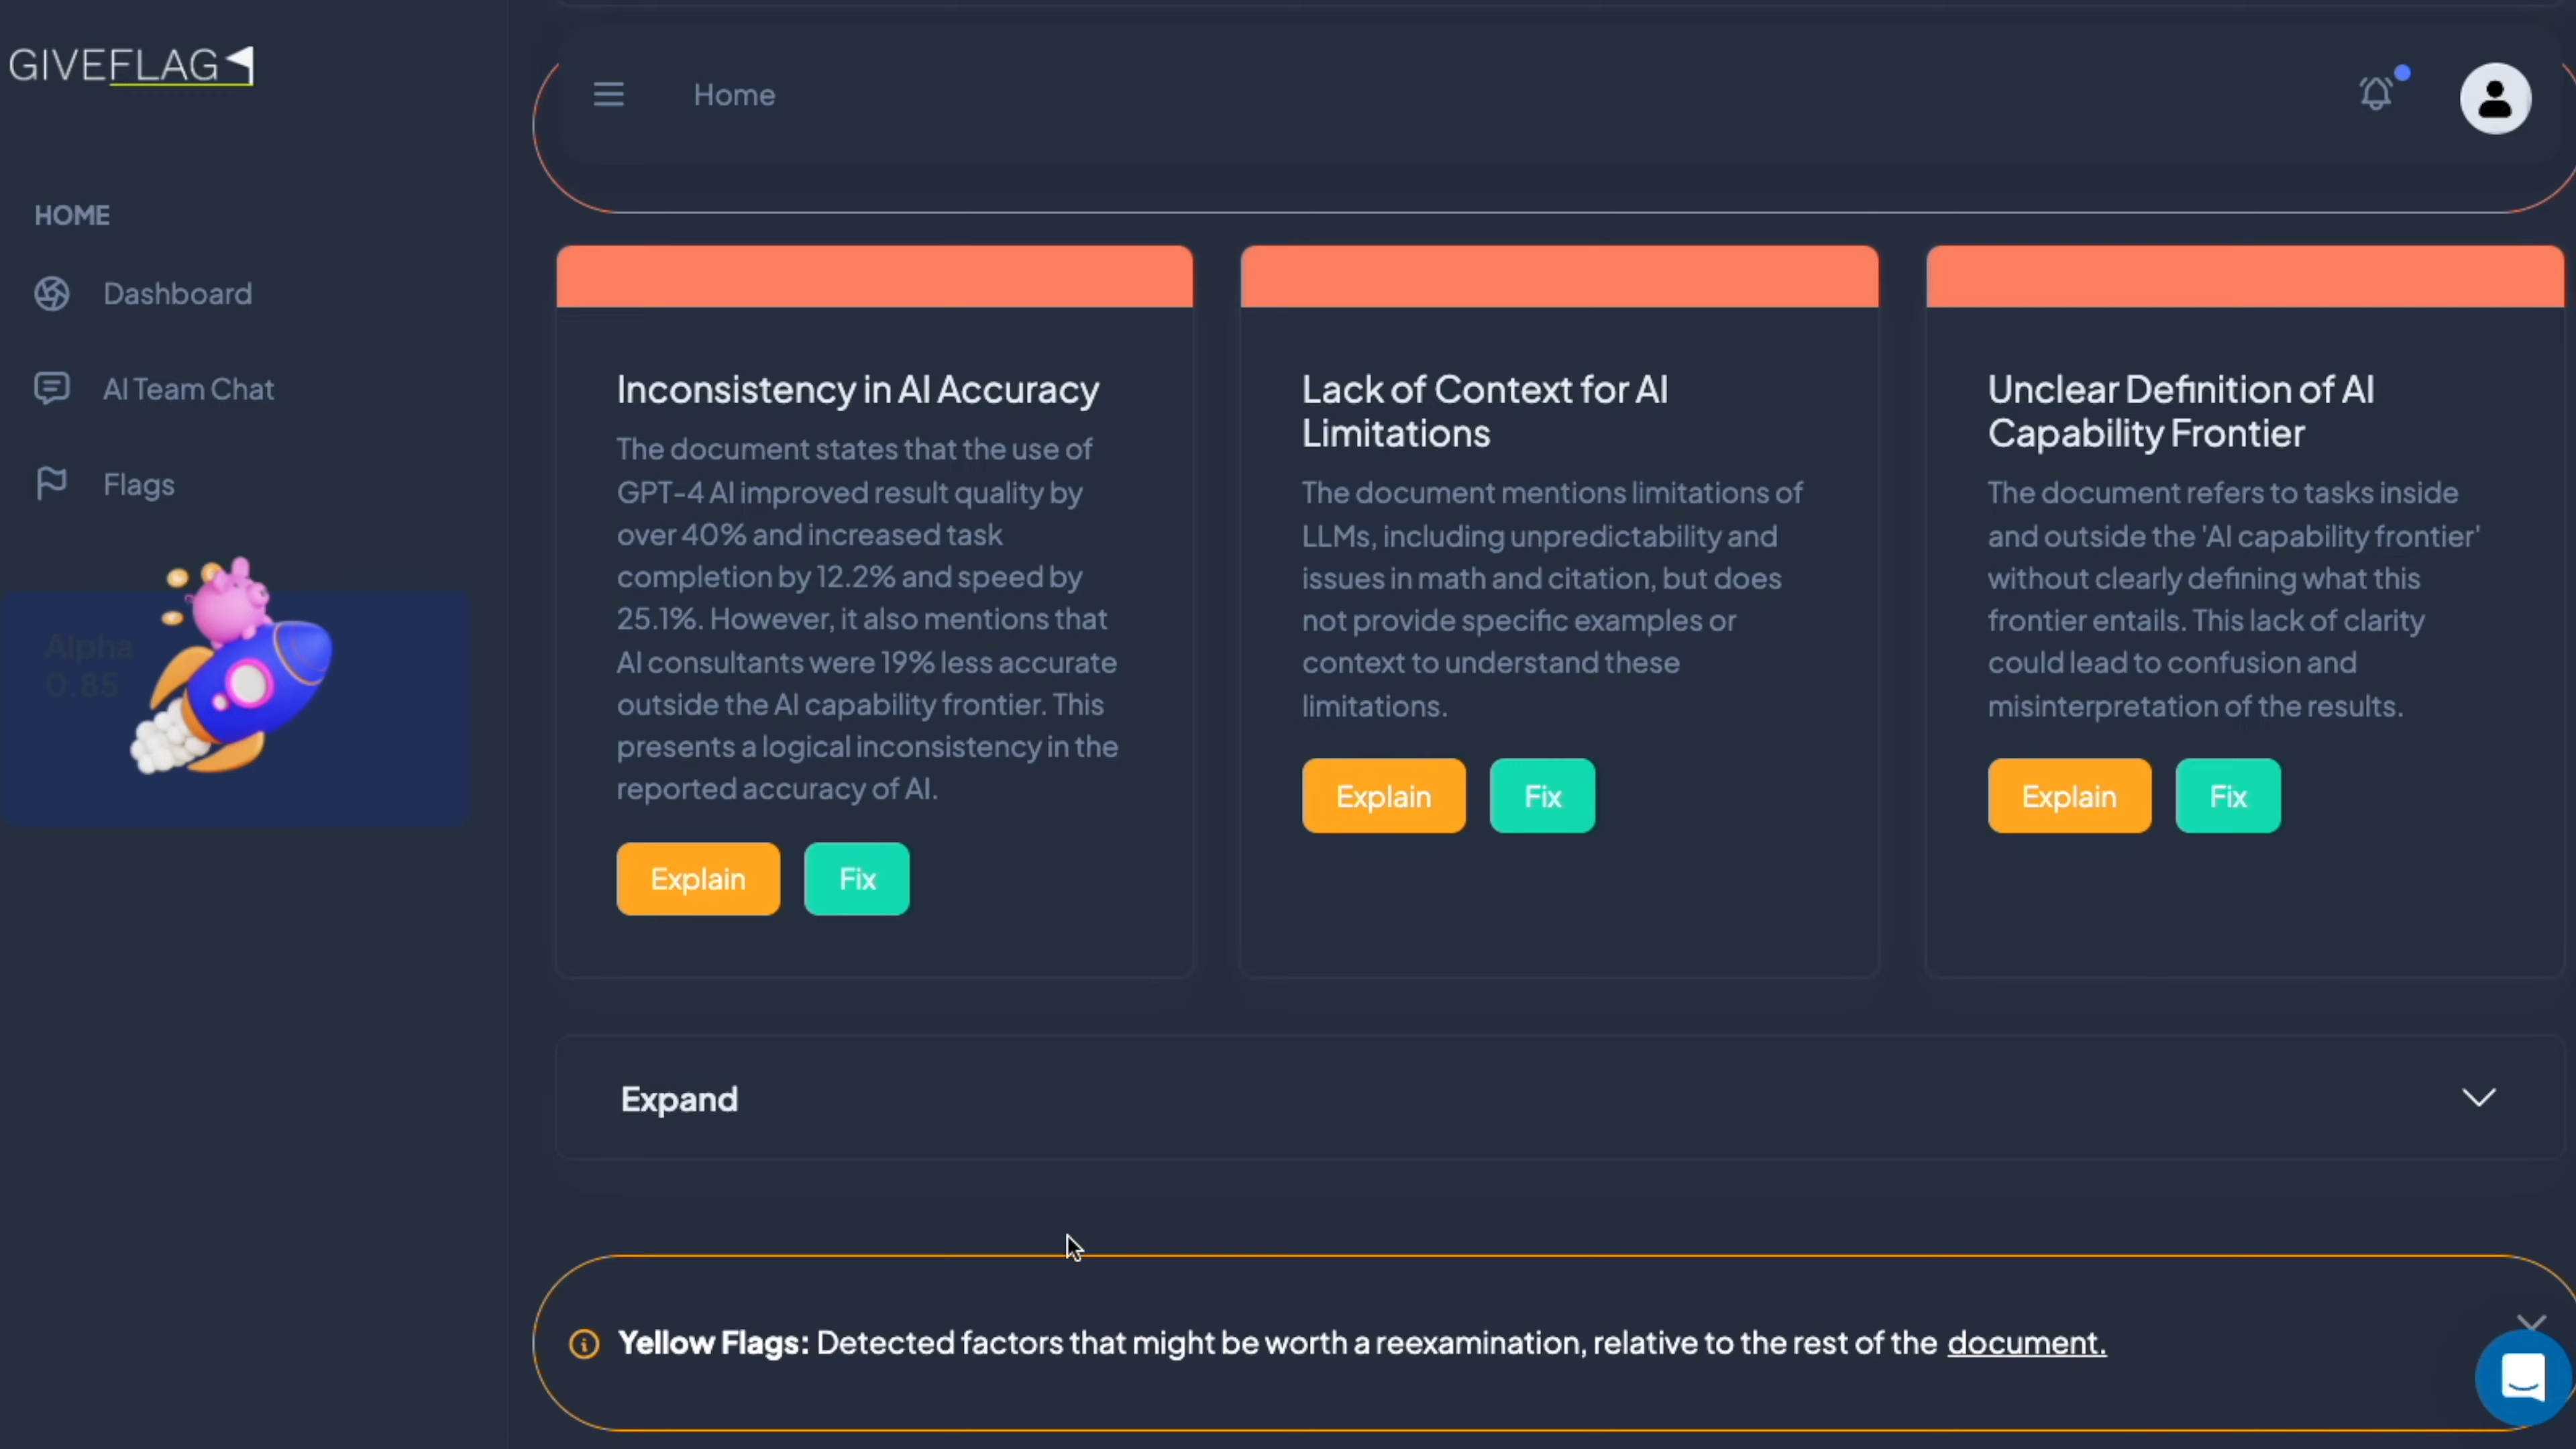 GIVEFLAG
Home
HOME
Dashboard
AI Team Chat
Flags
Alpha
0.85
Inconsistency in AI Accuracy
The document states that the use of
GPT-4 AI improved result quality by
over 40% and increased task
completion by 12.2% and speed by
25.1%. However, it also mentions that
AI consultants were 19% less accurate
outside the AI capability frontier. This
presents a logical inconsistency in the
reported accuracy of AI.
Explain
Fix
Lack of Context for AI
Limitations
The document mentions limitations of
LLMs, including unpredictability and
issues in math and citation, but does
not provide specific examples or
context to understand these
limitations.
Explain
Fix
Unclear Definition of AI
Capability Frontier
The document refers to tasks inside
and outside the 'AI capability frontier'
without clearly defining what this
frontier entails. This lack of clarity
could lead to confusion and
misinterpretation of the results.
Explain
Fix
Expand
Yellow Flags: Detected factors that might be worth a reexamination, relative to the rest of the document.